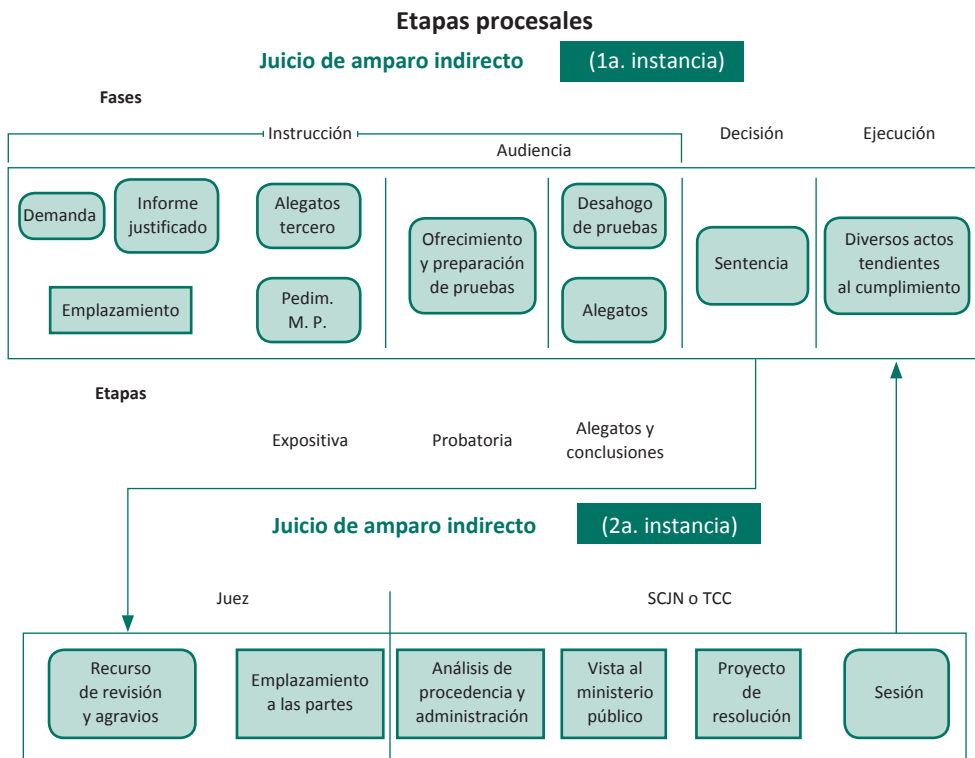 Etapas procesales
Juicio de amparo indirecto (1a. instancia)
Fases
Instrucción
Audiencia
Decisión
Ejecución
Demanda
Informe
justificado
Emplazamiento
Alegatos
tercero
Pedim.
M. P.
Ofrecimiento
y preparación
de pruebas
Desahogo
de pruebas
Alegatos
Sentencia
Diversos actos
tendientes
al cumplimiento
Etapas
Expositiva
Probatoria
Alegatos y
conclusiones
Juicio de amparo indirecto (2a. instancia)
Juez
SCJN o TCC
Recurso
de revisión
y agravios
Emplazamiento
a las partes
Análisis de
procedencia y
administración
Vista al
ministerio
público
Proyecto
de
resolución
Sesión